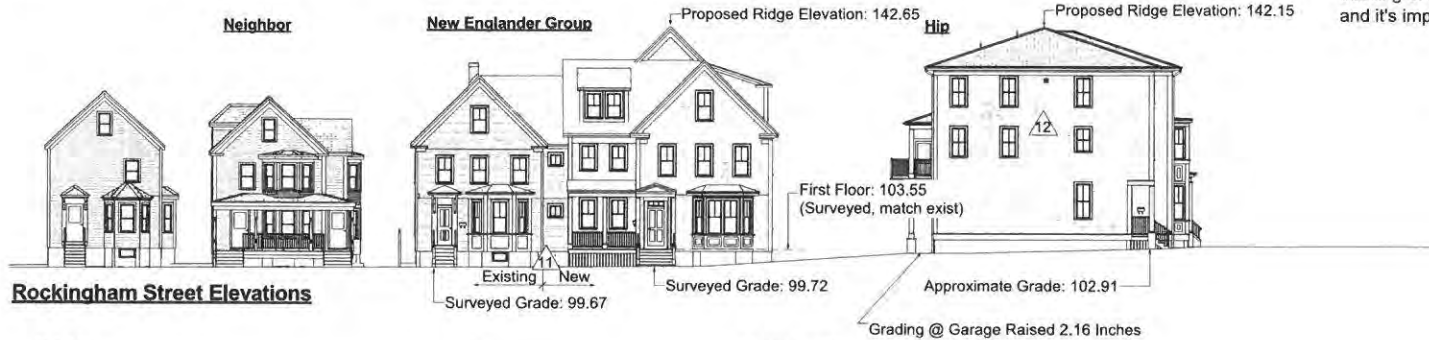 Neighbor
New Englander Group
Proposed Ridge Elevation: 142.65
Hip
Proposed Ridge Elevation: 142.15
and it's imp
12
First Floor: 103.55
(Surveyed, match exist)
11
Existing New
Rockingham Street Elevations
Surveyed Grade: 99.67
Surveyed Grade: 99.72
Approximate Grade: 102.91
Grading @ Garage Raised 2.16 Inches